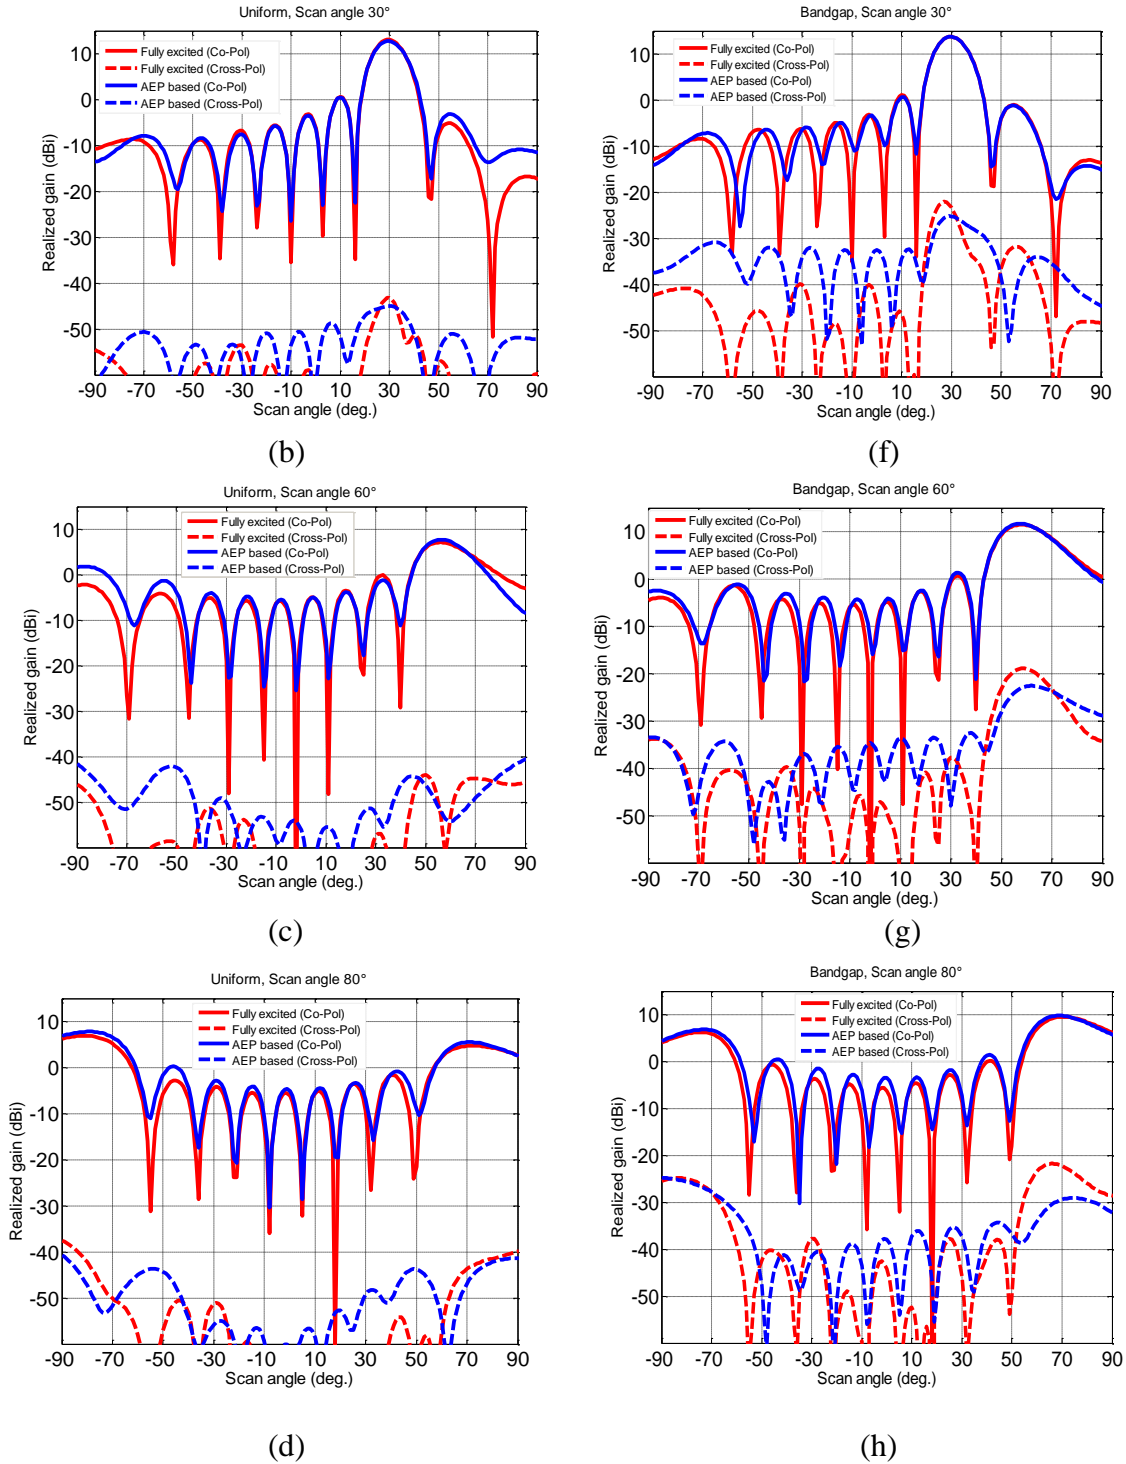 Uniform, Scan angle 30°
Realized gain (dBi)
10
0
-10
-20
-30
-40
-50
Fully excited (Co-Pol)
Fully excited (Cross-Pol)
AEP based (Co-Pol)
AEP based (Cross-Pol)
-90 -70 -50 -30 -10 10 30 50 70 90
Scan angle (deg.)
(b)
Bandgap, Scan angle 30°
Realized gain (dBi)
10
0
-10
-20
-30
-40
-50
Fully excited (Co-Pol)
Fully excited (Cross-Pol)
AEP based (Co-Pol)
AEP based (Cross-Pol)
-90 -70 -50 -30 -10 10 30 50 70 90
Scan angle (deg.)
(f)
Uniform, Scan angle 60°
Realized gain (dBi)
10
0
-10
-20
-30
-40
-50
Fully excited (Co-Pol)
Fully excited (Cross-Pol)
AEP based (Co-Pol)
AEP based (Cross-Pol)
-90 -70 -50 -30 -10 10 30 50 70 90
Scan angle (deg.)
(c)
Bandgap, Scan angle 60°
Realized gain (dBi)
10
0
-10
-20
-30
-40
-50
Fully excited (Co-Pol)
Fully excited (Cross-Pol)
AEP based (Co-Pol)
AEP based (Cross-Pol)
-90 -70 -50 -30 -10 10 30 50 70 90
Scan angle (deg.)
(g)
Uniform, Scan angle 80°
Realized gain (dBi)
10
0
-10
-20
-30
-40
-50
Fully excited (Co-Pol)
Fully excited (Cross-Pol)
AEP based (Co-Pol)
AEP based (Cross-Pol)
-90 -70 -50 -30 -10 10 30 50 70 90
Scan angle (deg.)
(d)
Bandgap, Scan angle 80°
Realized gain (dBi)
10
0
-10
-20
-30
-40
-50
Fully excited (Co-Pol)
Fully excited (Cross-Pol)
AEP based (Co-Pol)
AEP based (Cross-Pol)
-90 -70 -50 -30 -10 10 30 50 70 90
Scan angle (deg.)
(h)